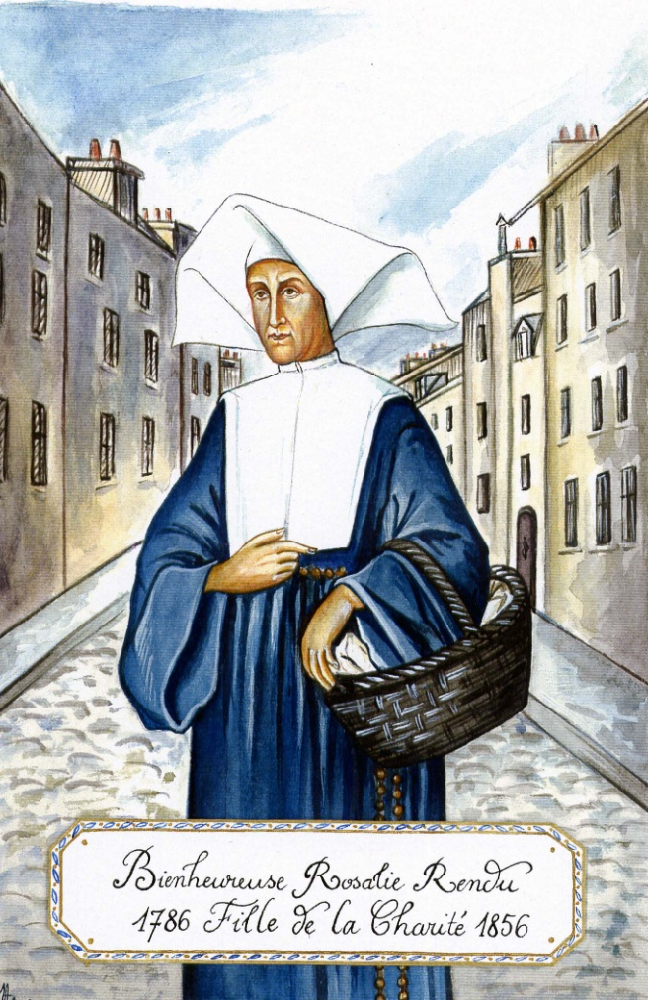 Bienheureuse Rosalie Rendu
1786 Fille de la Charité 1856